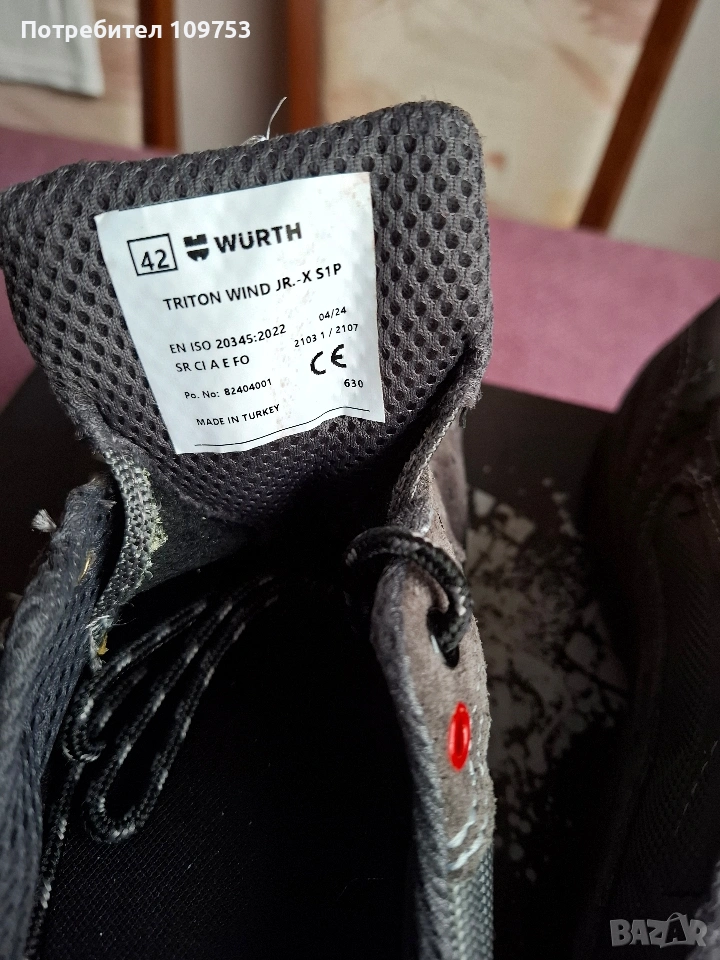 Потребител 109753
42 WÜRTH
TRITON WIND JR.-X S1P
EN ISO 20345:2022 04/24
SR CI A E FO 2103 1 / 2107
CE
Po. No: 82404001 630
MADE IN TURKEY
BAZAR